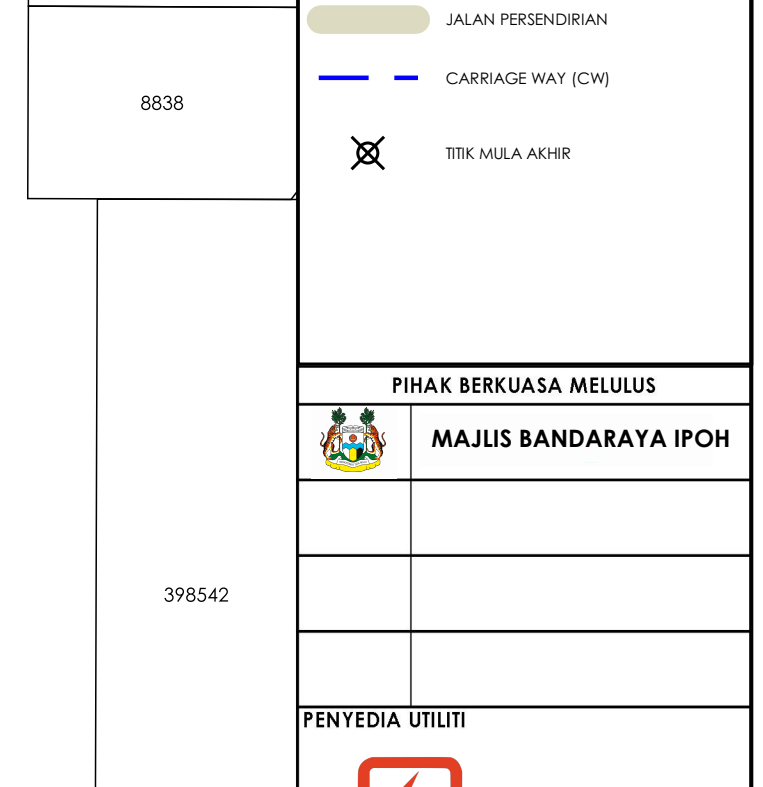 JALAN PERSENDIRIAN
CARRIAGE WAY (CW)
8838
TITIK MULA AKHIR
PIHAK BERKUASA MELULUS
MAJLIS BANDARAYA IPOH
398542
PENYEDIA UTILITI